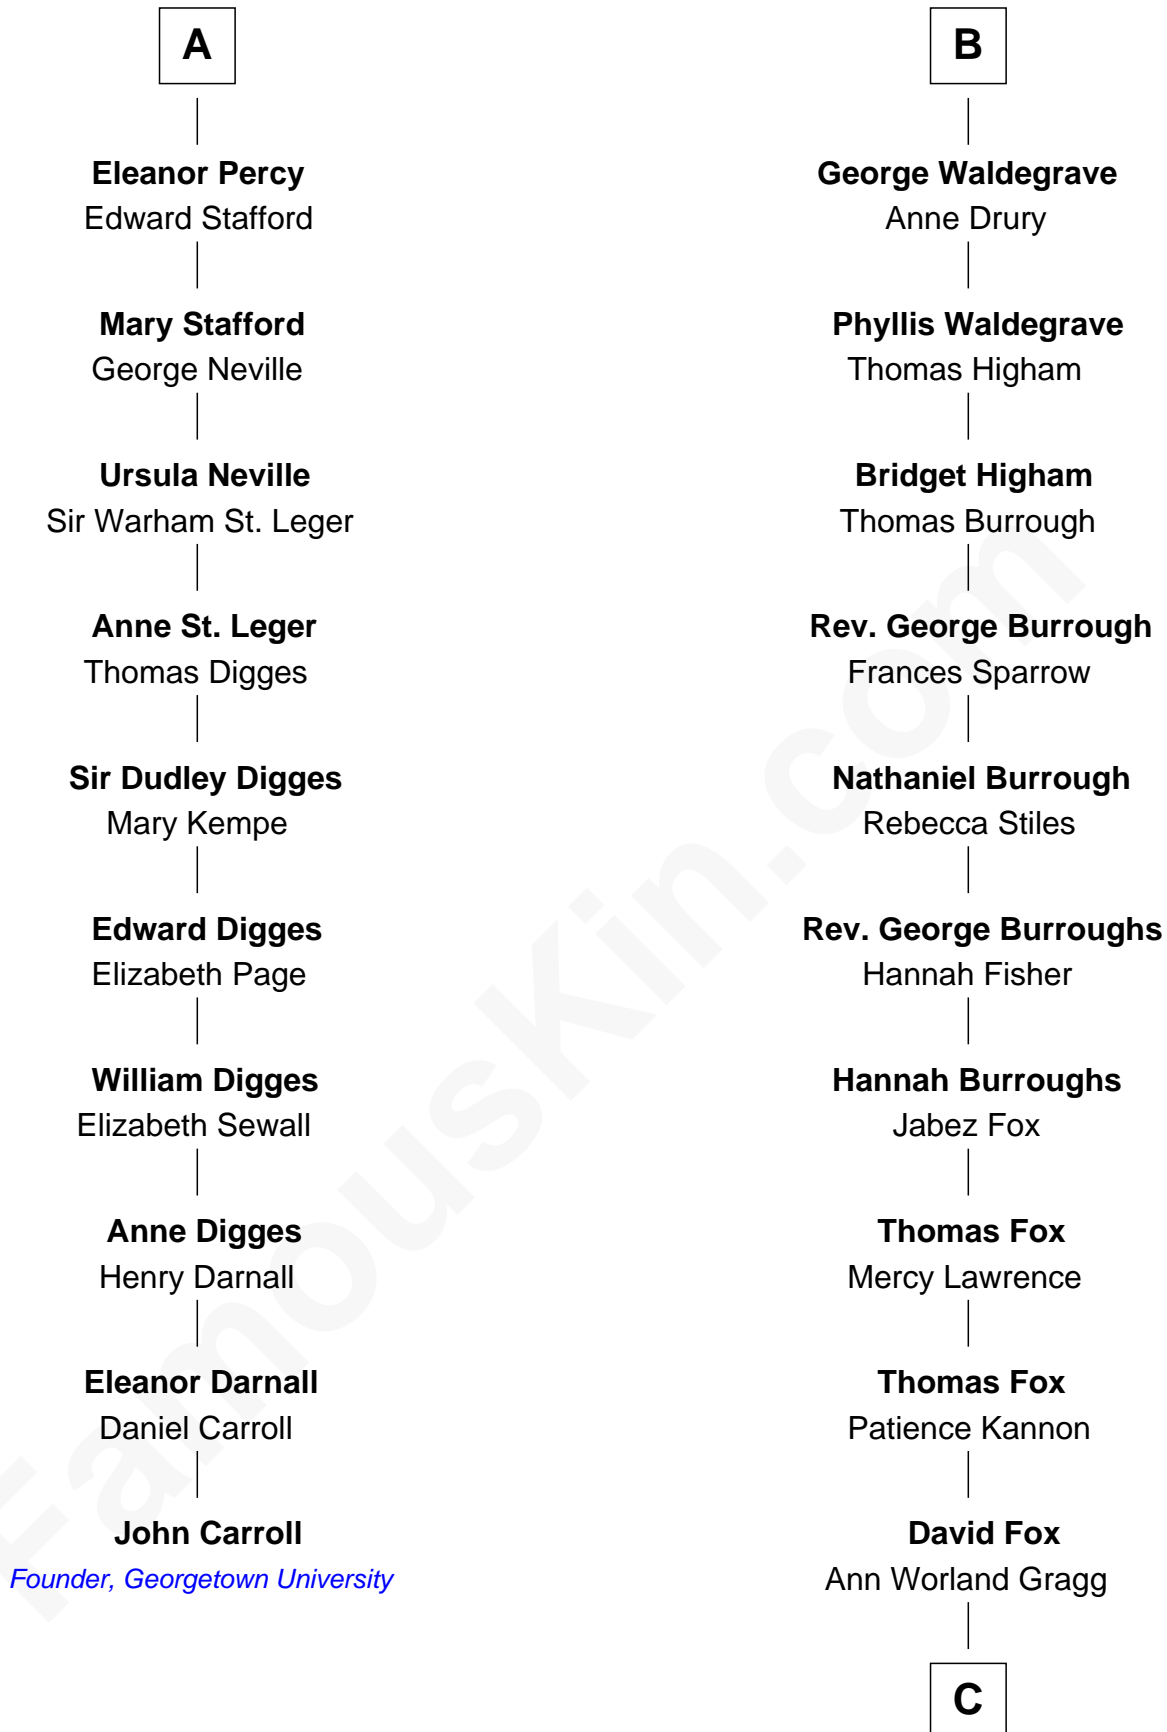 A
Eleanor Percy
Edward Stafford
Mary Stafford
George Neville
Ursula Neville
Sir Warham St. Leger
Anne St. Leger
Thomas Digges
Sir Dudley Digges
Mary Kempe
Edward Digges
Elizabeth Page
William Digges
Elizabeth Sewall
Anne Digges
Henry Darnall
Eleanor Darnall
Daniel Carroll
John Carroll
Founder, Georgetown University
B
George Waldegrave
Anne Drury
Phyllis Waldegrave
Thomas Higham
Bridget Higham
Thomas Burrough
Rev. George Burrough
Frances Sparrow
Nathaniel Burrough
Rebecca Stiles
Rev. George Burroughs
Hannah Fisher
Hannah Burroughs
Jabez Fox
Thomas Fox
Mercy Lawrence
Thomas Fox
Patience Kannon
David Fox
Ann Worland Gragg
C
FamousKin.com